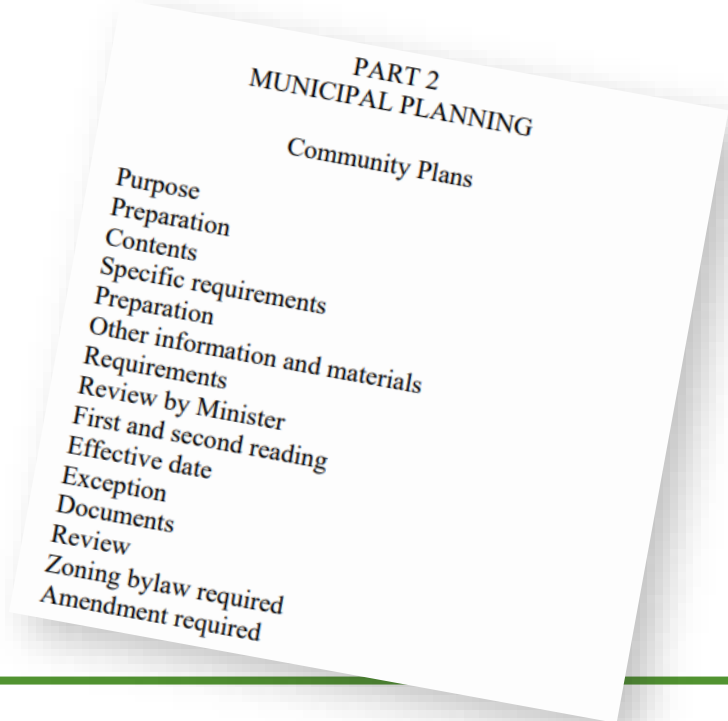 PART 2
MUNICIPAL PLANNING
Community Plans
Purpose
Preparation
Contents
Specific requirements
Preparation
Other information and materials
Requirements
Review by Minister
First and second reading
Effective date
Exception
Documents
Review
Zoning bylaw required
Amendment required